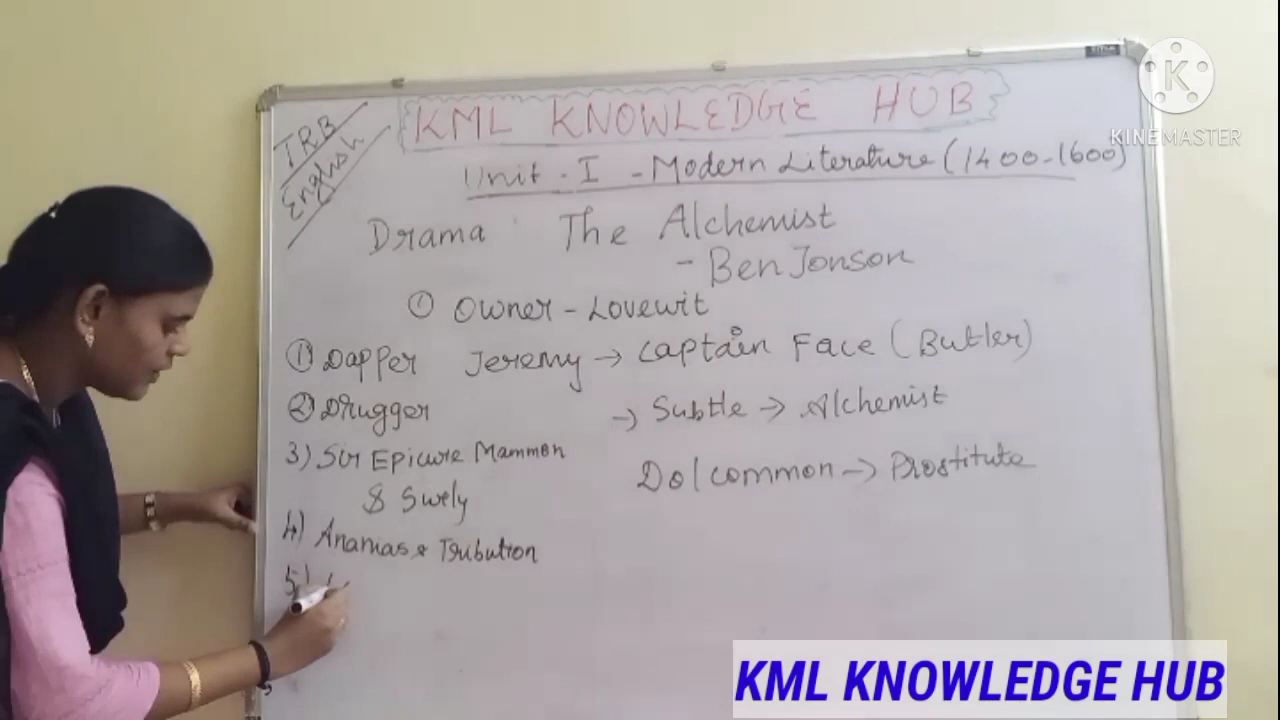 TRB
English
KML KNOWLEDGE HUB
Unit - I - Modern Literature (1400-1600)
Drama : The Alchemist
- Ben Jonson
① Owner - Lovewit
① Dapper Jeremy → Captain Face (Butler)
② Drugger → Subtle → Alchemist
3) Sir Epicure Mammon
& Swely
Dol common → Prostitute
4) Ananias & Tribution
5)
K
KINEMASTER
KML KNOWLEDGE HUB